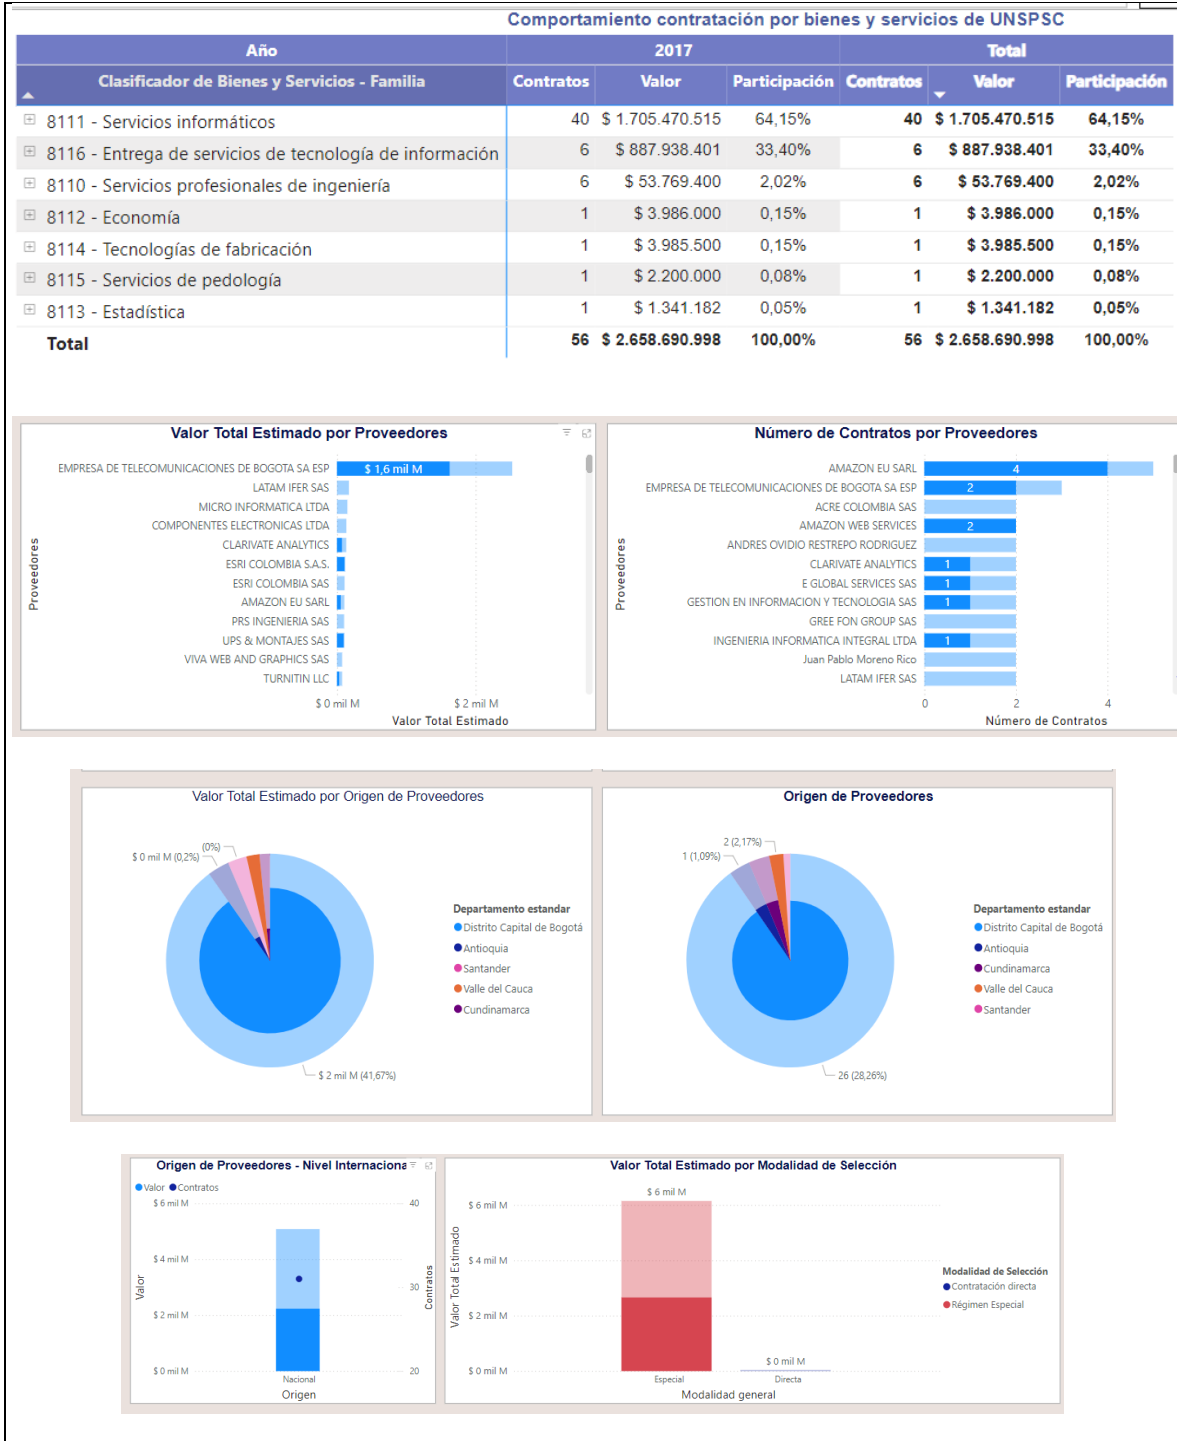 Comportamiento contratación por bienes y servicios de UNSPSC
Año 2017 Total
Clasificador de Bienes y Servicios - Familia Contratos Valor Participación Contratos Valor Participación
8111 - Servicios informáticos 40 $ 1.705.470.515 64,15% 40 $ 1.705.470.515 64,15%
8116 - Entrega de servicios de tecnología de información 6 $ 887.938.401 33,40% 6 $ 887.938.401 33,40%
8110 - Servicios profesionales de ingeniería 6 $ 53.769.400 2,02% 6 $ 53.769.400 2,02%
8112 - Economía 1 $ 3.986.000 0,15% 1 $ 3.986.000 0,15%
8114 - Tecnologías de fabricación 1 $ 3.985.500 0,15% 1 $ 3.985.500 0,15%
8115 - Servicios de pedología 1 $ 2.200.000 0,08% 1 $ 2.200.000 0,08%
8113 - Estadística 1 $ 1.341.182 0,05% 1 $ 1.341.182 0,05%
Total 56 $ 2.658.690.998 100,00% 56 $ 2.658.690.998 100,00%
Valor Total Estimado por Proveedores
Proveedores
EMPRESA DE TELECOMUNICACIONES DE BOGOTA SA ESP $ 1,6 mil M
LATAM IFER SAS
MICRO INFORMATICA LTDA
COMPONENTES ELECTRONICAS LTDA
CLARIVATE ANALYTICS
ESRI COLOMBIA S.A.S.
ESRI COLOMBIA SAS
AMAZON EU SARL
PRS INGENIERIA SAS
UPS & MONTAJES SAS
VIVA WEB AND GRAPHICS SAS
TURNITIN LLC
$ 0 mil M $ 2 mil M
Valor Total Estimado
Número de Contratos por Proveedores
Proveedores
AMAZON EU SARL 4
EMPRESA DE TELECOMUNICACIONES DE BOGOTA SA ESP 2
ACRE COLOMBIA SAS
AMAZON WEB SERVICES 2
ANDRES OVIDIO RESTREPO RODRIGUEZ
CLARIVATE ANALYTICS 1
E GLOBAL SERVICES SAS 1
GESTION EN INFORMACION Y TECNOLOGIA SAS 1
GREE FON GROUP SAS
INGENIERIA INFORMATICA INTEGRAL LTDA 1
Juan Pablo Moreno Rico
LATAM IFER SAS
0 2 4
Número de Contratos
Valor Total Estimado por Origen de Proveedores
(0%)
$ 0 mil M (0,2%)
$ 2 mil M (41,67%)
Departamento estandar
Distrito Capital de Bogotá
Antioquia
Santander
Valle del Cauca
Cundinamarca
Origen de Proveedores
2 (2,17%)
1 (1,09%)
26 (28,26%)
Departamento estandar
Distrito Capital de Bogotá
Antioquia
Cundinamarca
Valle del Cauca
Santander
Origen de Proveedores - Nivel Internaciona
Valor Contratos
$ 6 mil M 40
$ 4 mil M
30
$ 2 mil M
$ 0 mil M 20
Valor
Contratos
Nacional
Origen
Valor Total Estimado por Modalidad de Selección
$ 6 mil M
$ 6 mil M
$ 4 mil M
$ 2 mil M
$ 0 mil M
$ 0 mil M
Valor Total Estimado
Especial Directa
Modalidad general
Modalidad de Selección
Contratación directa
Régimen Especial